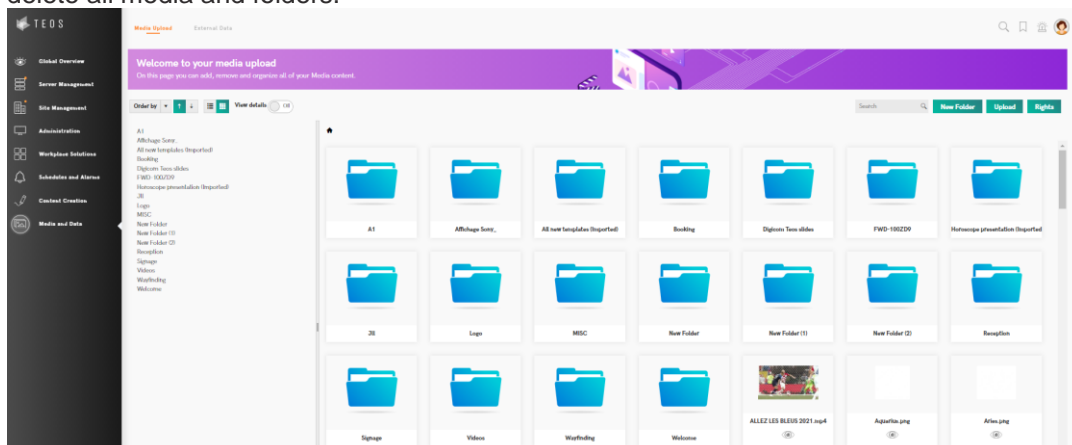 delete all media and folders.
TEOS
Media Upload External Data
Global Overview
Server Management
Site Management
Administration
Workplace Solutions
Schedules and Alarms
Content Creation
Media and Data
Welcome to your media upload
On this page you can add, remove and organize all of your Media content.
Order by View details Off
Search New Folder Upload Rights
A1
Affichage Sony_
All new templates (Imported)
Booking
Digicom Teos slides
FWD-100ZD9
Horoscope presentation (Imported)
Logo
MISC
New Folder
New Folder (1)
New Folder (2)
Reception
Signage
Videos
Wayfinding
Welcome
A1 Affichage Sony_ All new templates (Imported) Booking Digicom Teos slides FWD-100ZD9 Horoscope presentation (Imported
Logo MISC New Folder New Folder (1) New Folder (2) Reception
Signage Videos Wayfinding Welcome ALLEZ LES BLEUS 2021.mp4 Aquarius.png Aries.png